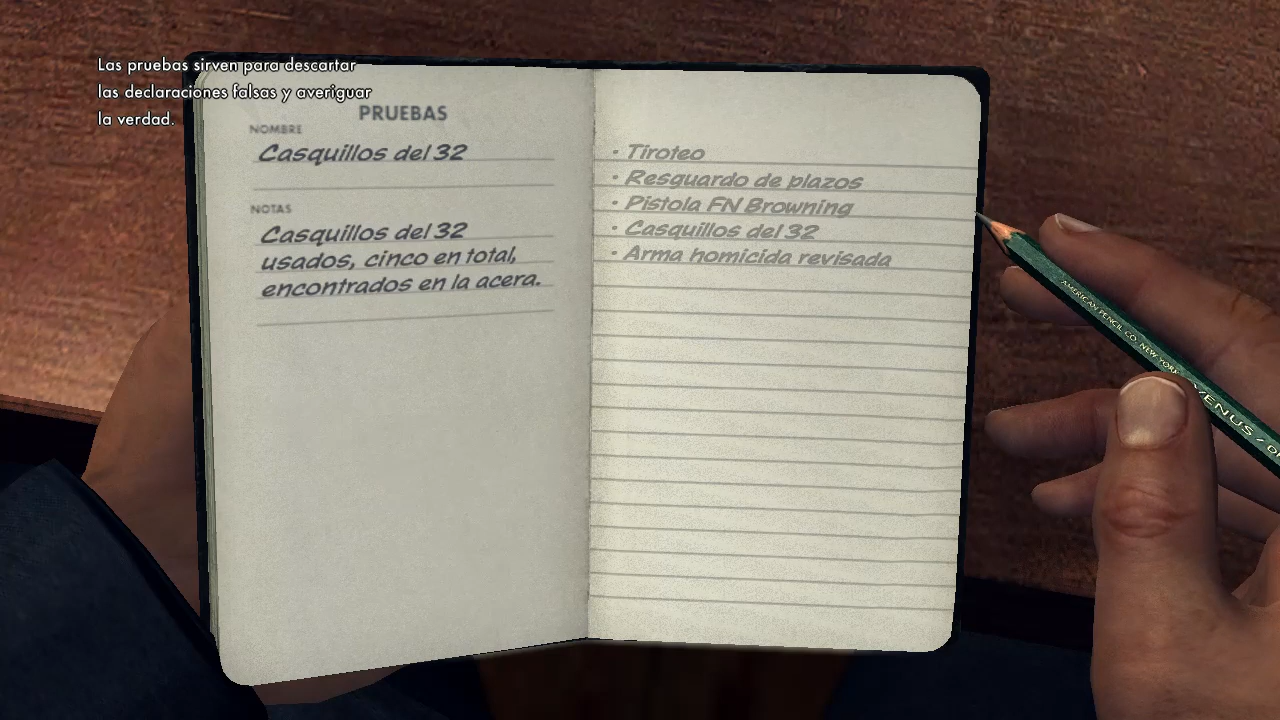 Las pruebas sirven para descartar
las declaraciones falsas y averiguar
la verdad.
PRUEBAS
NOMBRE
Casquillos del 32
NOTAS
Casquillos del 32
usados, cinco en total,
encontrados en la acera.
• Tiroteo
• Resguardo de plazos
• Pistola FN Browning
• Casquillos del 32
• Arma homicida revisada
AMERICAN PENCIL CO. NEW YORK
VENUS